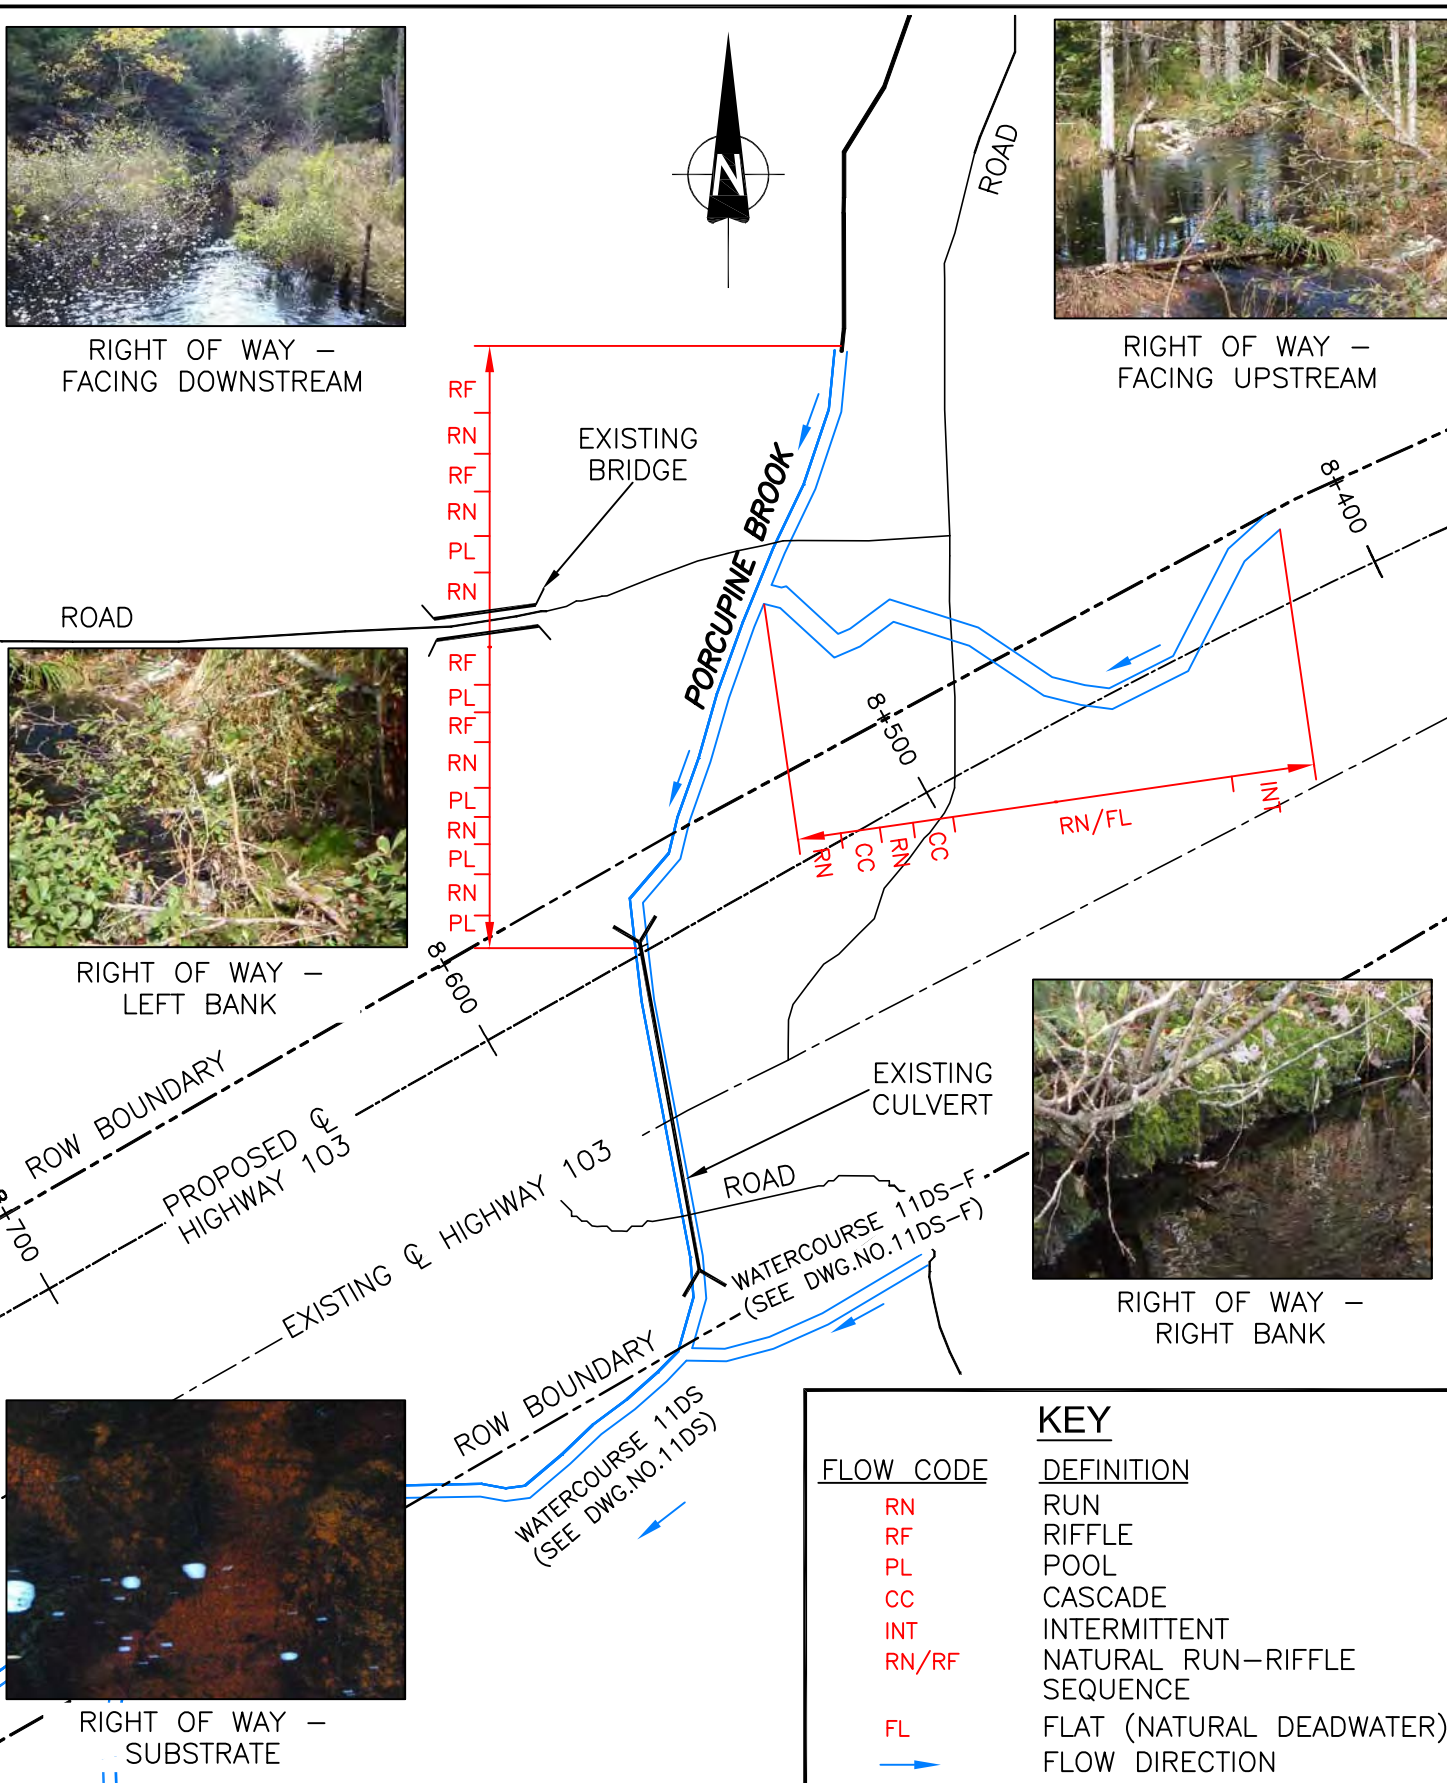 N
ROAD
RIGHT OF WAY –
FACING DOWNSTREAM
RIGHT OF WAY –
FACING UPSTREAM
RF
RN
RF
RN
PL
RN
RF
PL
RF
RN
PL
RN
PL
RN
PL
EXISTING
BRIDGE
PORCUPINE BROOK
8+400
ROAD
8+500
RN
CC
RN
CC
RN/FL
INT
RIGHT OF WAY –
LEFT BANK
8+600
ROW BOUNDARY
PROPOSED ℄
HIGHWAY 103
8+700
EXISTING ℄ HIGHWAY 103
EXISTING
CULVERT
ROAD
WATERCOURSE 11DS–F
(SEE DWG.NO.11DS–F)
RIGHT OF WAY –
RIGHT BANK
ROW BOUNDARY
WATERCOURSE 11DS
(SEE DWG.NO.11DS)
RIGHT OF WAY –
SUBSTRATE
KEY
FLOW CODE DEFINITION
RN RUN
RF RIFFLE
PL POOL
CC CASCADE
INT INTERMITTENT
RN/RF NATURAL RUN–RIFFLE
SEQUENCE
FL FLAT (NATURAL DEADWATER)
FLOW DIRECTION